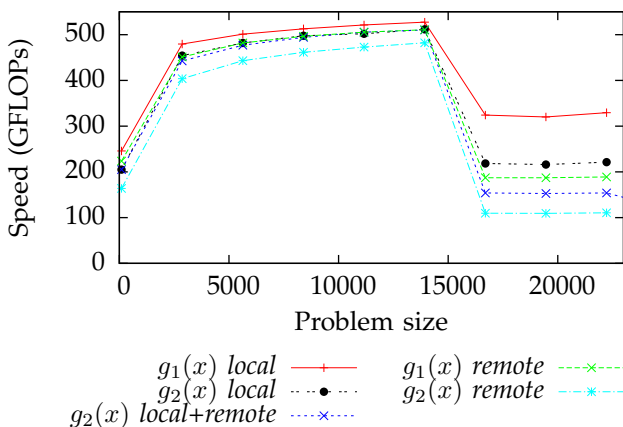 500
400
300
200
100
0
Speed (GFLOPs)
0 5000 10000 15000 20000
Problem size
g₁(x) local g₁(x) remote
g₂(x) local g₂(x) remote
g₂(x) local+remote